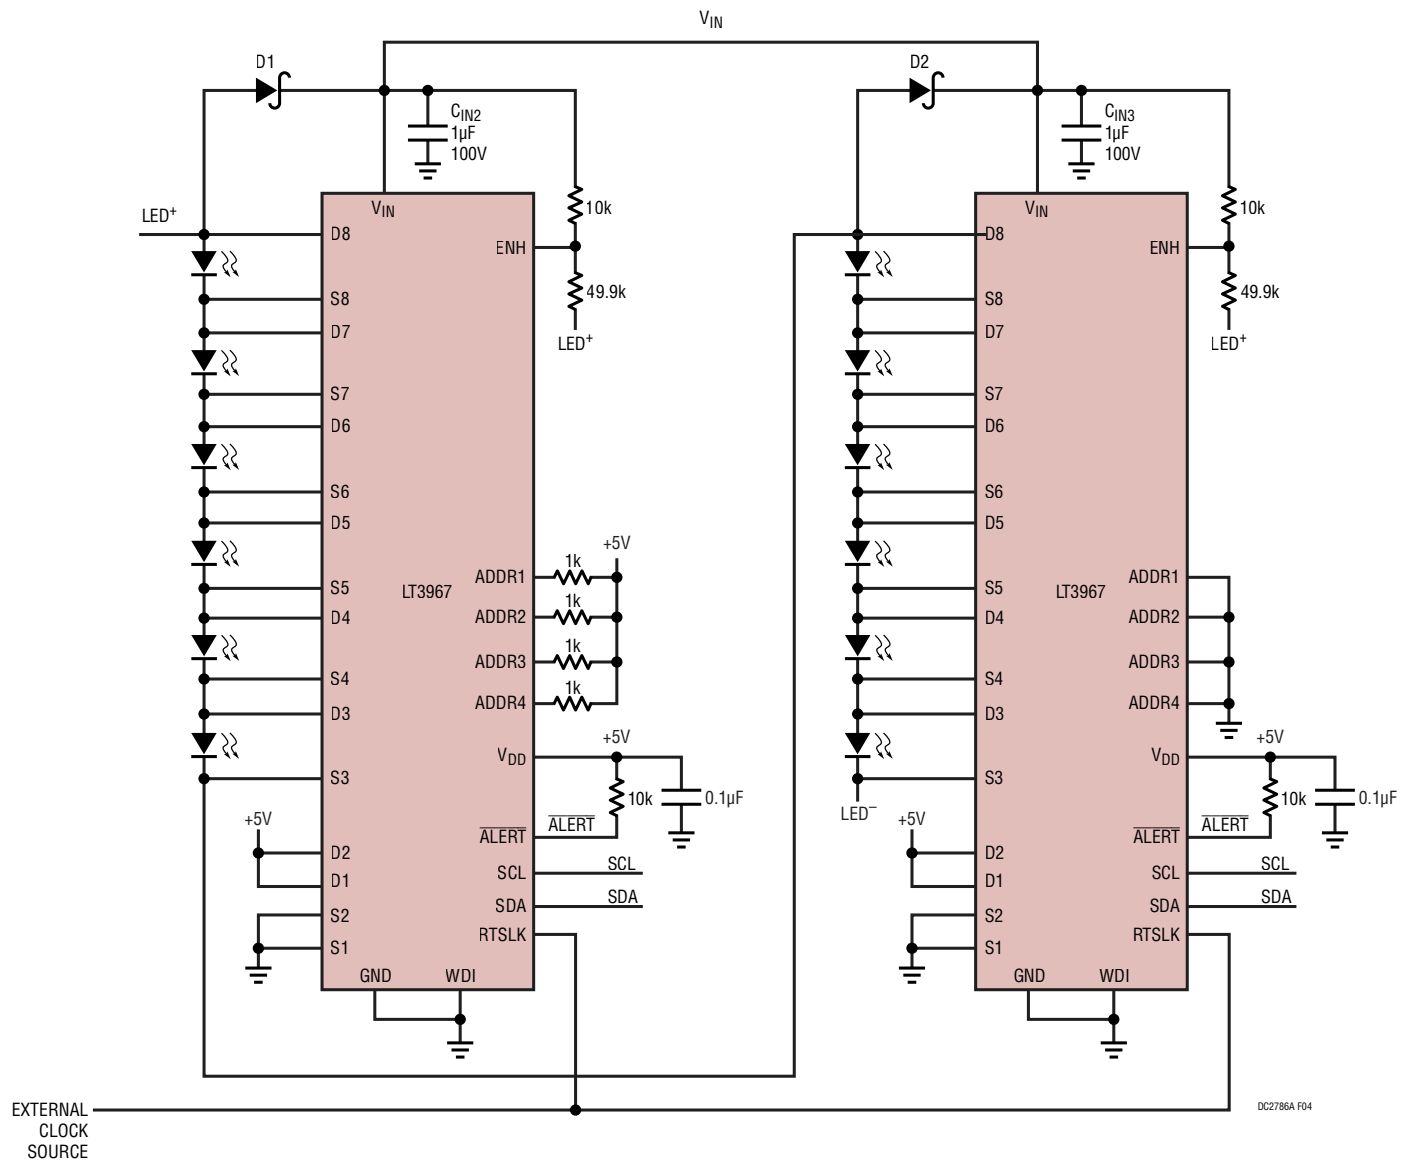 VIN
D1
D2
CIN2
1µF
100V
CIN3
1µF
100V
LED+
VIN
10k
VIN
10k
D8
ENH
D8
ENH
S8
49.9k
S8
49.9k
D7
LED+
D7
LED+
S7
S7
D6
D6
S6
S6
D5
D5
+5V
1k
S5
LT3967
ADDR1
S5
LT3967
ADDR1
1k
D4
ADDR2
D4
ADDR2
1k
ADDR3
ADDR3
S4
1k
S4
ADDR4
ADDR4
D3
D3
+5V
+5V
VDD
VDD
S3
S3
10k
0.1µF
10k
0.1µF
LED−
+5V
ALERT
ALERT
+5V
ALERT
ALERT
D2
SCL
SCL
D2
SCL
SCL
D1
D1
SDA
SDA
SDA
SDA
S2
S2
RTSLK
RTSLK
S1
S1
GND
WDI
GND
WDI
EXTERNAL
CLOCK
SOURCE
DC2786A F04